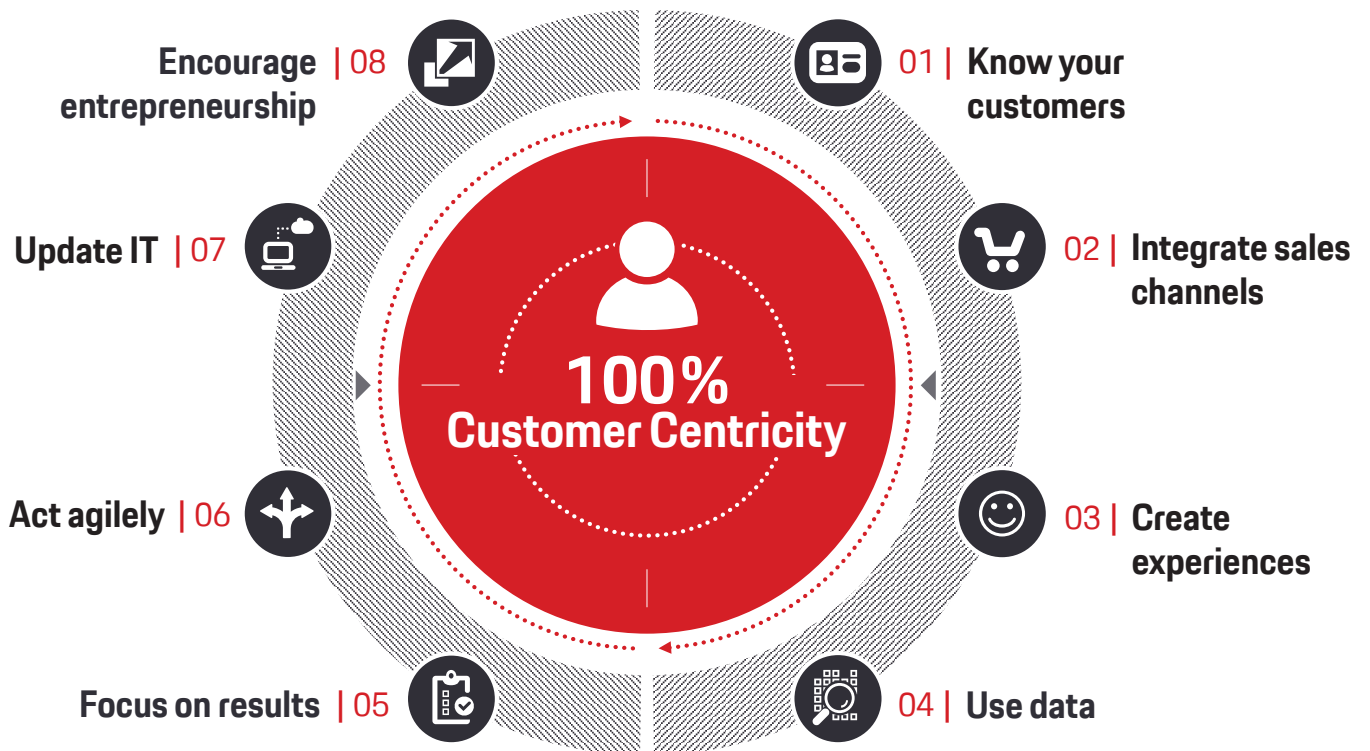 01 | Know your
customers
02 | Integrate sales
channels
03 | Create
experiences
04 | Use data
Focus on results | 05
Act agilely | 06
Update IT | 07
Encourage | 08
entrepreneurship
100%
Customer Centricity